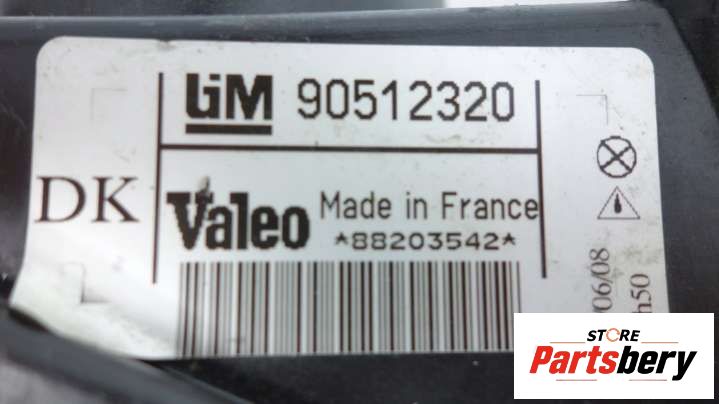 GM 90512320
DK
Valeo Made in France
*88203542*
/06/08
h50
STORE
Partsbery